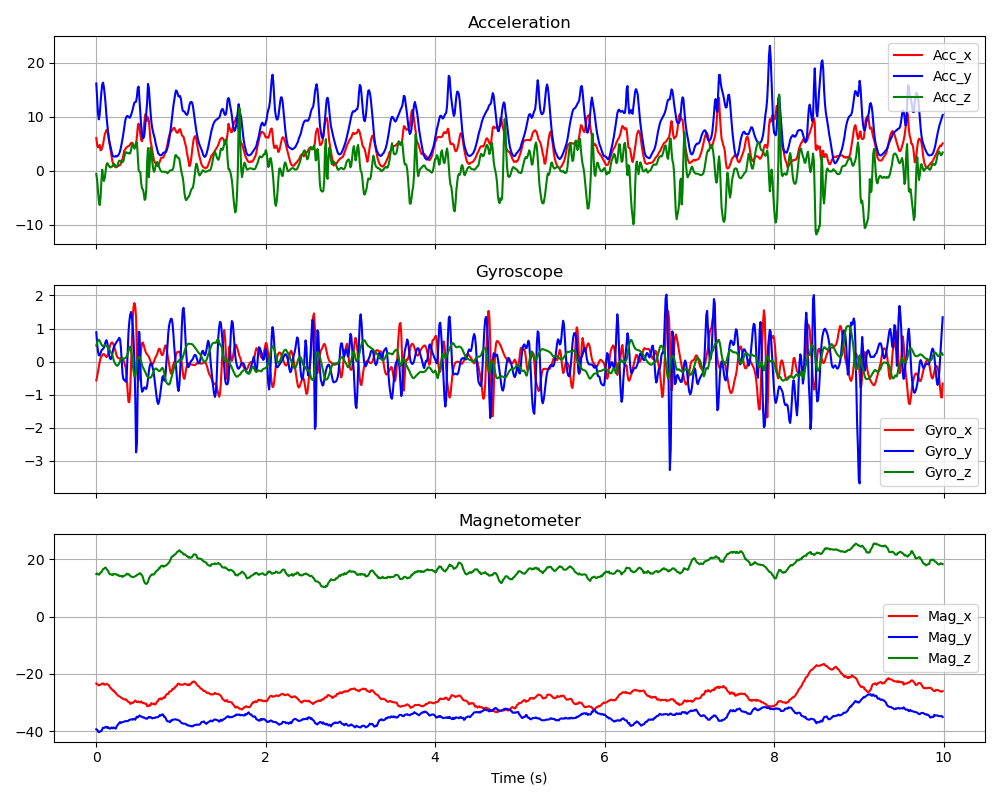 Acceleration
20
10
0
−10
Acc_x
Acc_y
Acc_z
Gyroscope
2
1
0
−1
−2
−3
Gyro_x
Gyro_y
Gyro_z
Magnetometer
20
0
−20
−40
Mag_x
Mag_y
Mag_z
0 2 4 6 8 10
Time (s)